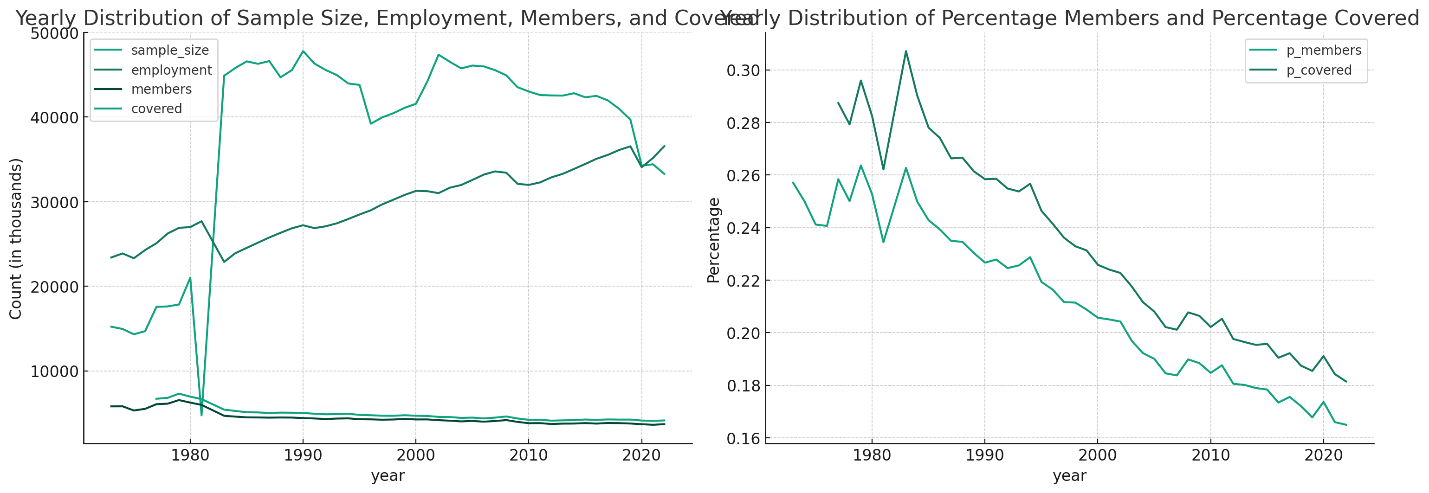 Yearly Distribution of Sample Size, Employment, Members, and Covered
50000
40000
30000
20000
10000
Count (in thousands)
sample_size
employment
members
covered
1980 1990 2000 2010 2020
year
Yearly Distribution of Percentage Members and Percentage Covered
0.30
0.28
0.26
0.24
0.22
0.20
0.18
0.16
Percentage
p_members
p_covered
1980 1990 2000 2010 2020
year